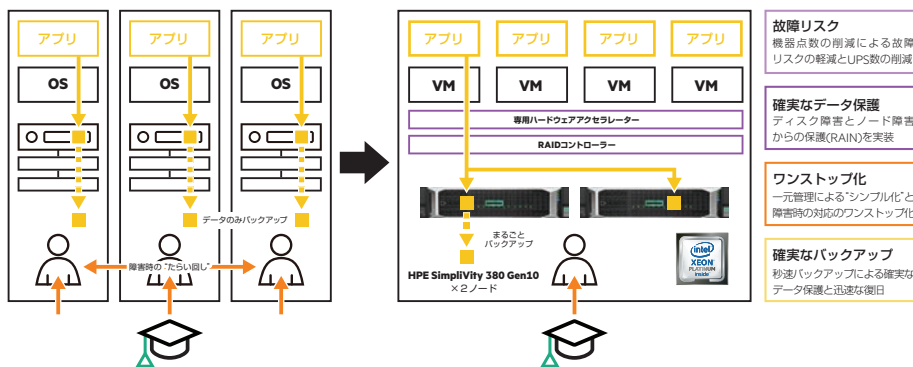 アプリ
アプリ
アプリ
OS
OS
OS
データのみバックアップ
障害時の“たらい回し”
アプリ
アプリ
アプリ
アプリ
VM
VM
VM
VM
専用ハードウェアアクセラレーター
RAIDコントローラー
まるごと
バックアップ
HPE SimpliVity 380 Gen10
×2ノード
intel
XEON
PLATINUM
inside
故障リスク
機器点数の削減による故障
リスクの軽減とUPS数の削減
確実なデータ保護
ディスク障害とノード障害
からの保護(RAIN)を実装
ワンストップ化
一元管理による“シンプル化”と
障害時の対応のワンストップ化
確実なバックアップ
秒速バックアップによる確実な
データ保護と迅速な復旧